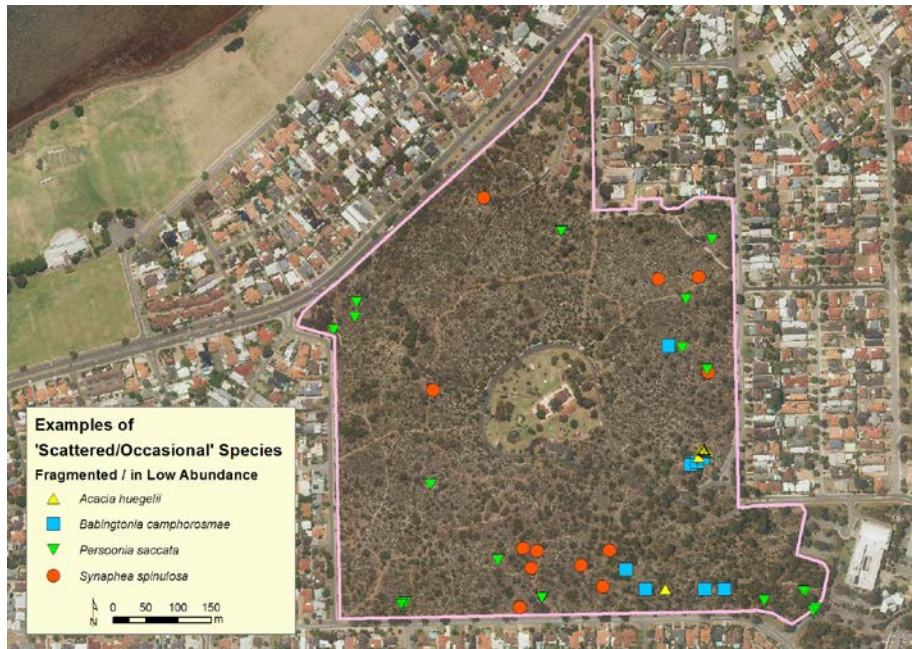 Examples of
'Scattered/Occasional' Species
Fragmented / in Low Abundance
Acacia huegelii
Babingtonia camphorosmae
Persoonia saccata
Synaphea spinulosa
N
0 50 100 150
m